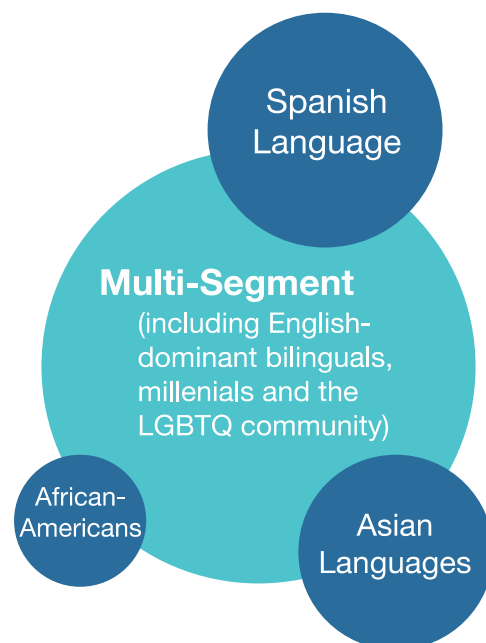 Spanish
Language
Multi-Segment
(including English-
dominant bilinguals,
millenials and the
LGBTQ community)
African-
Americans
Asian
Languages